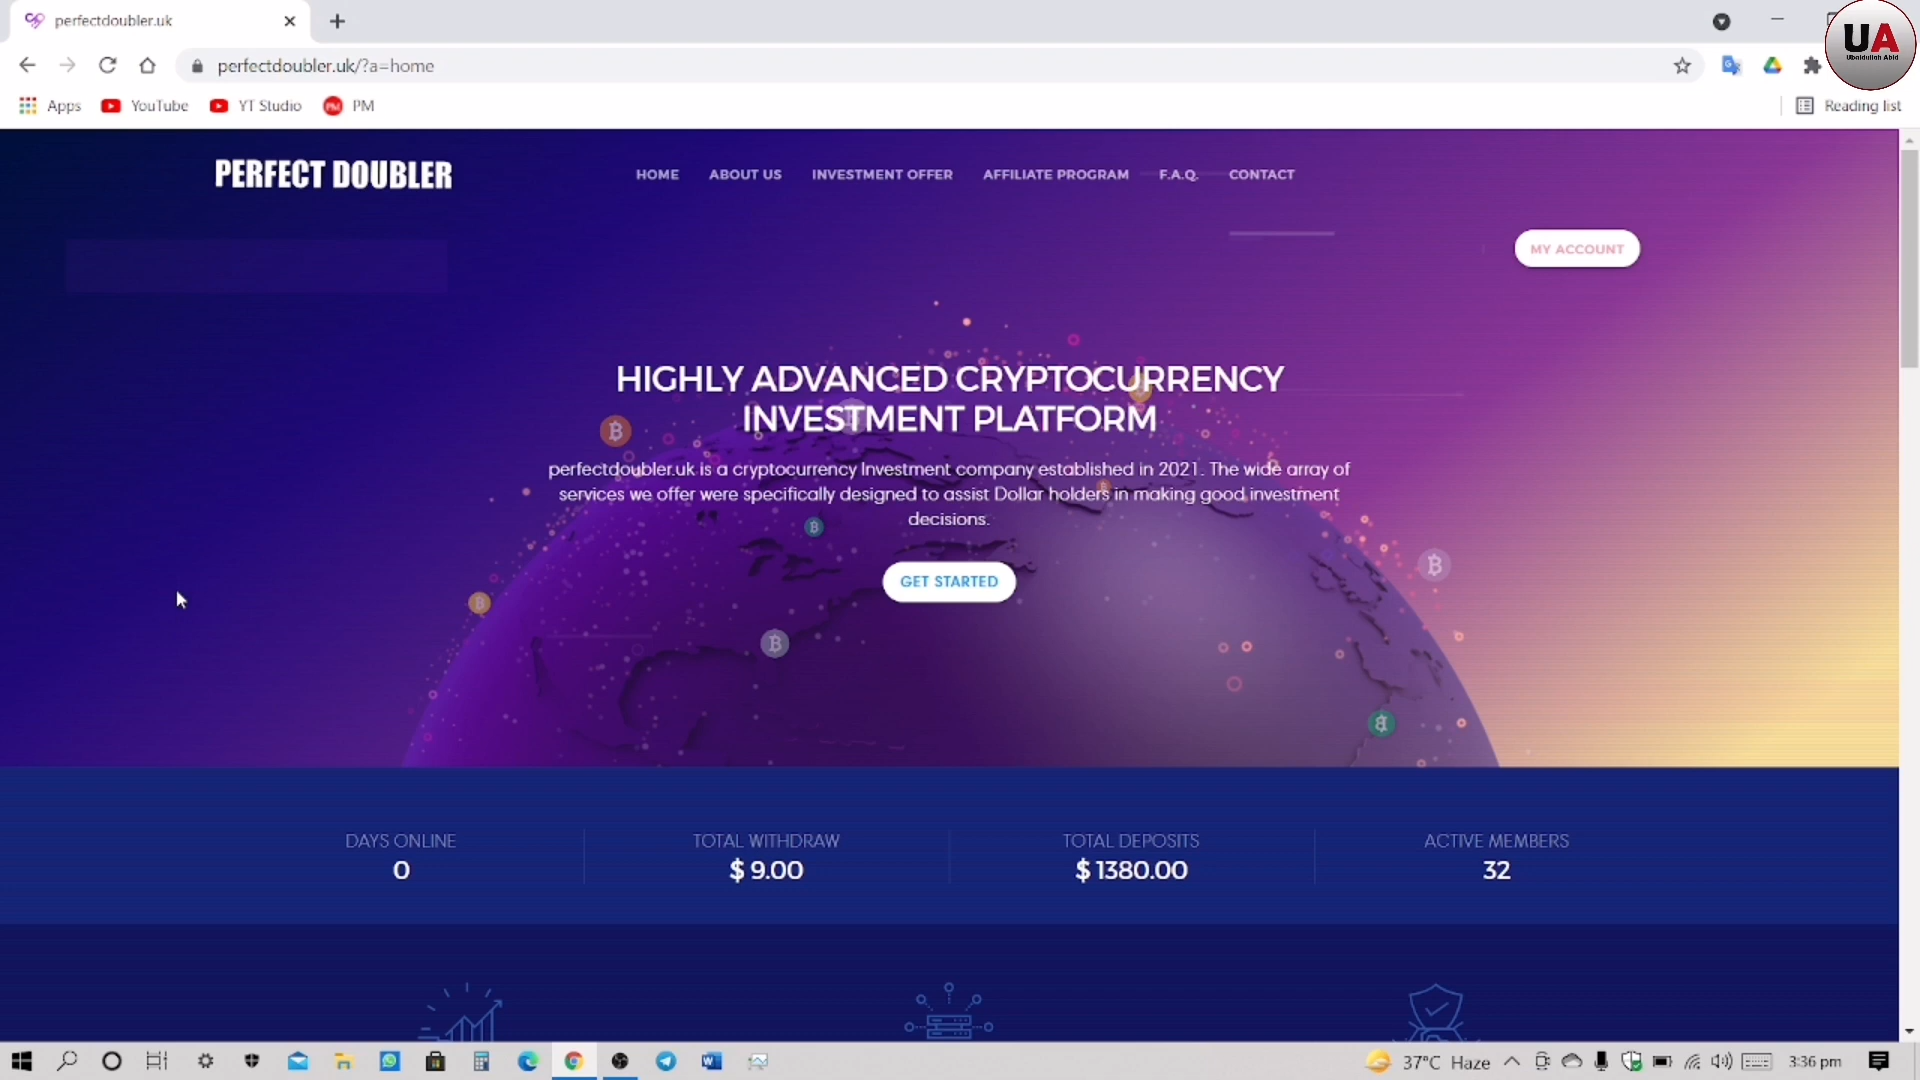 perfectdoubler.uk
perfectdoubler.uk/?a=home
UA
Ubaidullah Abid
Apps YouTube YT Studio PM PM Reading list
PERFECT DOUBLER
HOME ABOUT US INVESTMENT OFFER AFFILIATE PROGRAM F.A.Q. CONTACT
MY ACCOUNT
HIGHLY ADVANCED CRYPTOCURRENCY
INVESTMENT PLATFORM
perfectdoubler.uk is a cryptocurrency Investment company established in 2021. The wide array of
services we offer were specifically designed to assist Dollar holders in making good investment
decisions.
GET STARTED
DAYS ONLINE TOTAL WITHDRAW TOTAL DEPOSITS ACTIVE MEMBERS
0 $ 9.00 $ 1380.00 32
37°C Haze 3:36 pm